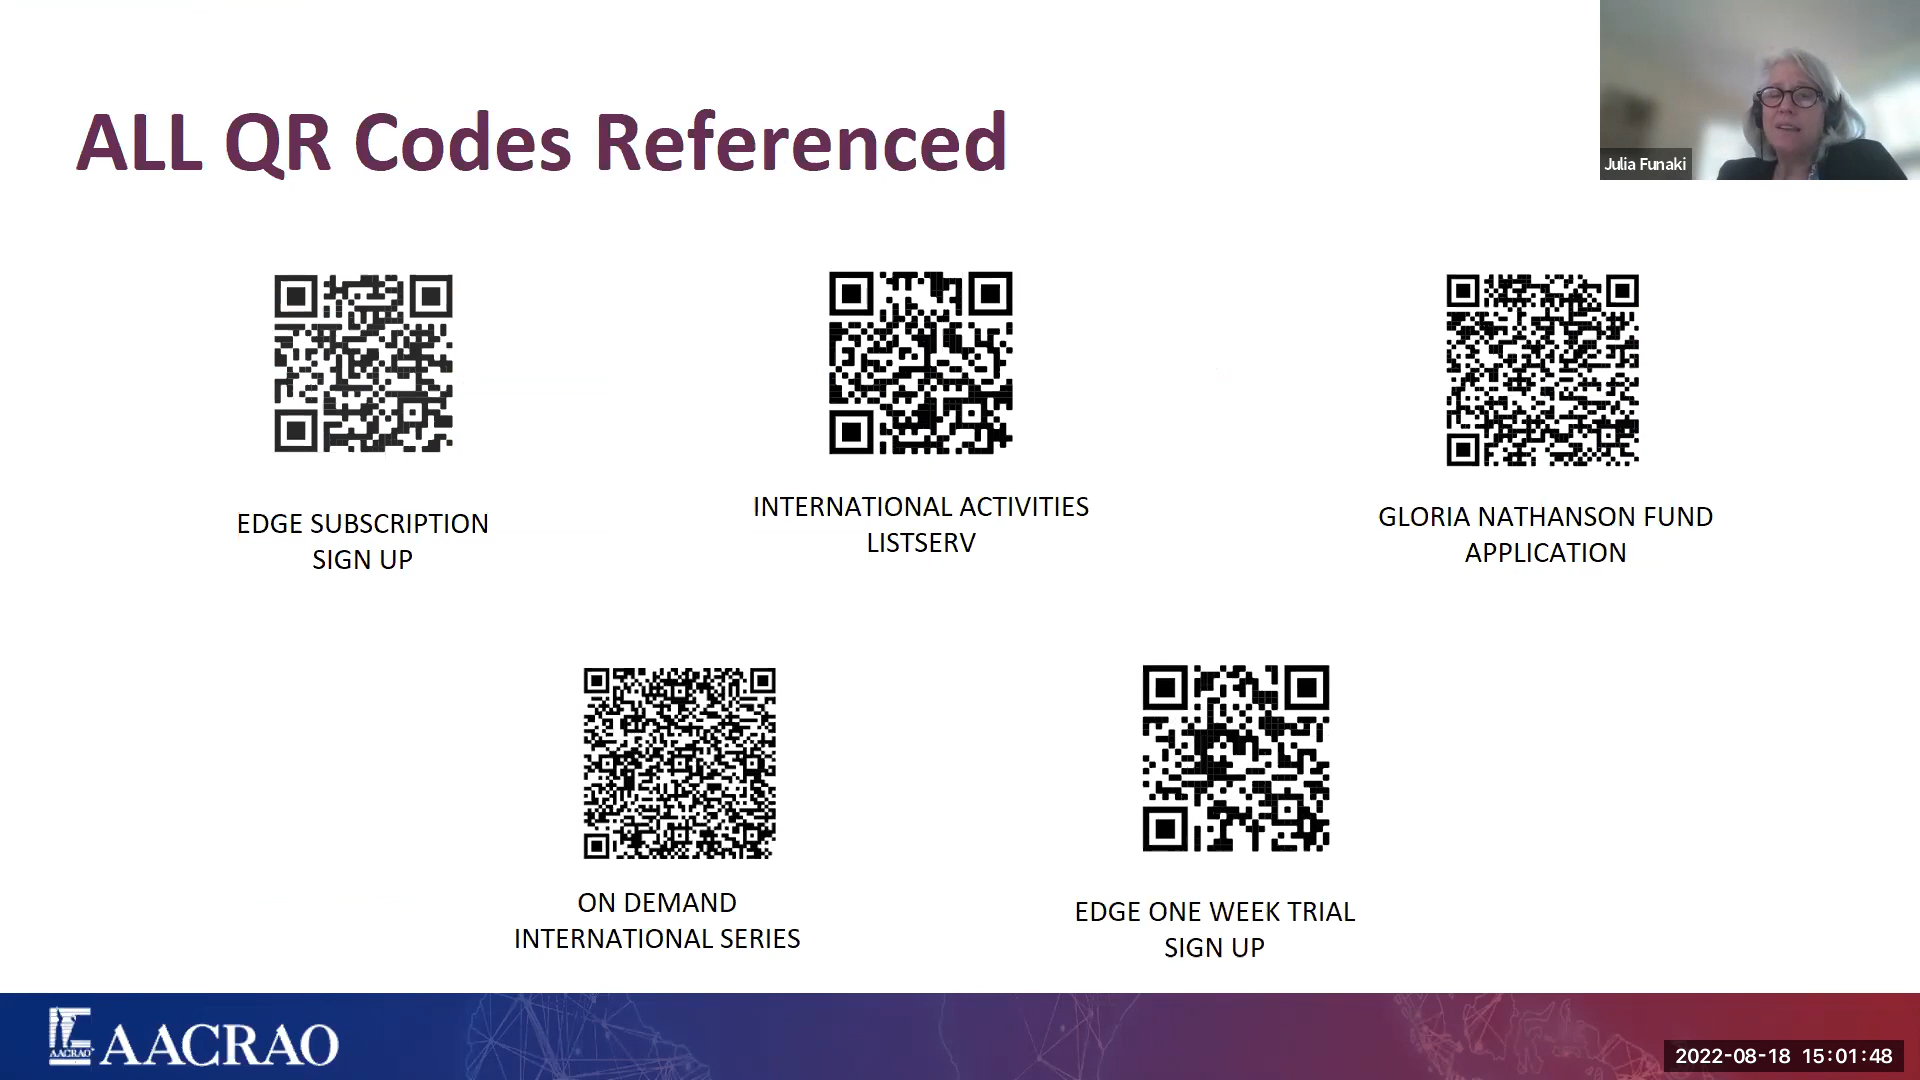 ALL QR Codes Referenced
Julia Funaki
EDGE SUBSCRIPTION
SIGN UP
INTERNATIONAL ACTIVITIES
LISTSERV
GLORIA NATHANSON FUND
APPLICATION
ON DEMAND
INTERNATIONAL SERIES
EDGE ONE WEEK TRIAL
SIGN UP
AACRAO
AACRAO
2022-08-18 15:01:48